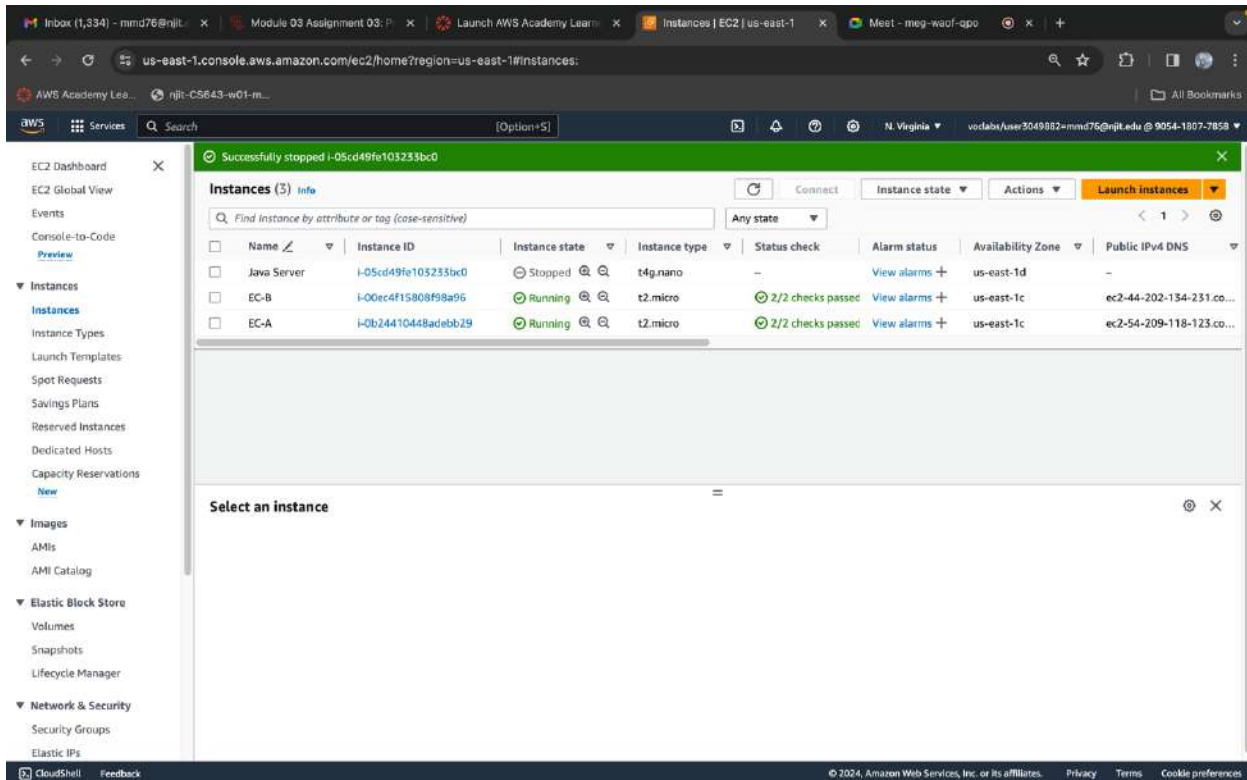 Inbox (1,334) - mmd76@njit. Module 03 Assignment 03: P Launch AWS Academy Learn Instances | EC2 | us-east-1 Meet - meg-waof-qpo
us-east-1.console.aws.amazon.com/ec2/home?region=us-east-1#Instances:
AWS Academy Lea... njit-CS643-w01-m... All Bookmarks
aws Services Search [Option+S] N. Virginia voclabs/user3049882=mmd76@njit.edu @ 9054-1807-7858
EC2 Dashboard
EC2 Global View
Events
Console-to-Code
Preview
Instances
Instances
Instance Types
Launch Templates
Spot Requests
Savings Plans
Reserved Instances
Dedicated Hosts
Capacity Reservations
New
Images
AMIs
AMI Catalog
Elastic Block Store
Volumes
Snapshots
Lifecycle Manager
Network & Security
Security Groups
Elastic IPs
Successfully stopped i-05cd49fe103233bc0
Instances (3) Info Connect Instance state Actions Launch instances
Find Instance by attribute or tag (case-sensitive) Any state 1
Name Instance ID Instance state Instance type Status check Alarm status Availability Zone Public IPv4 DNS
Java Server i-05cd49fe103233bc0 Stopped t4g.nano – View alarms + us-east-1d –
EC-B i-00ec4f15808f98a96 Running t2.micro 2/2 checks passed View alarms + us-east-1c ec2-44-202-134-231.co...
EC-A i-0b24410448adebb29 Running t2.micro 2/2 checks passed View alarms + us-east-1c ec2-54-209-118-123.co...
Select an instance
CloudShell Feedback © 2024, Amazon Web Services, Inc. or its affiliates. Privacy Terms Cookie preferences